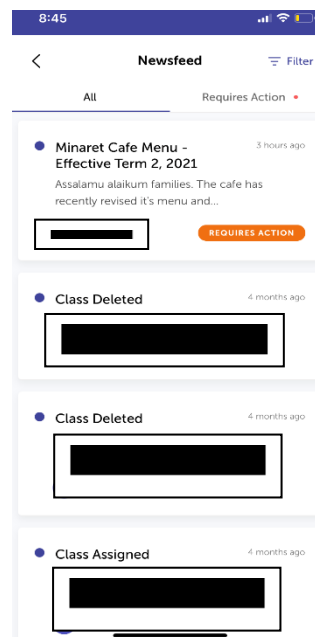 8:45
Newsfeed
Filter
All
Requires Action
Minaret Cafe Menu -
Effective Term 2, 2021
3 hours ago
Assalamu alaikum families. The cafe has
recently revised it's menu and...
REQUIRES ACTION
Class Deleted
4 months ago
Class Deleted
4 months ago
Class Assigned
4 months ago